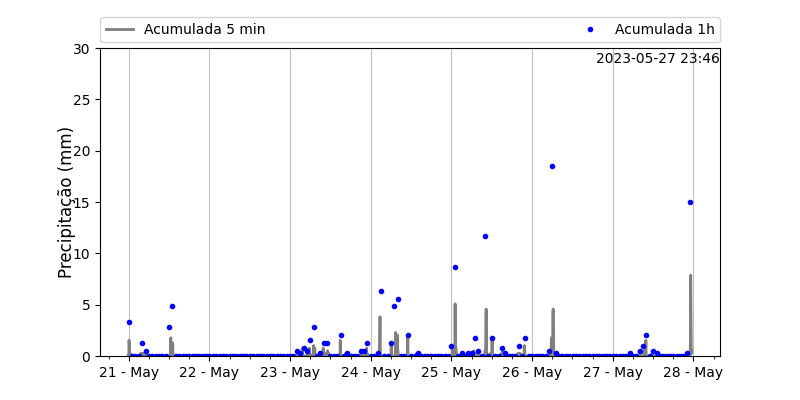 Acumulada 5 min
Acumulada 1h
2023-05-27 23:46
Precipitação (mm)
30
25
20
15
10
5
0
21 - May
22 - May
23 - May
24 - May
25 - May
26 - May
27 - May
28 - May